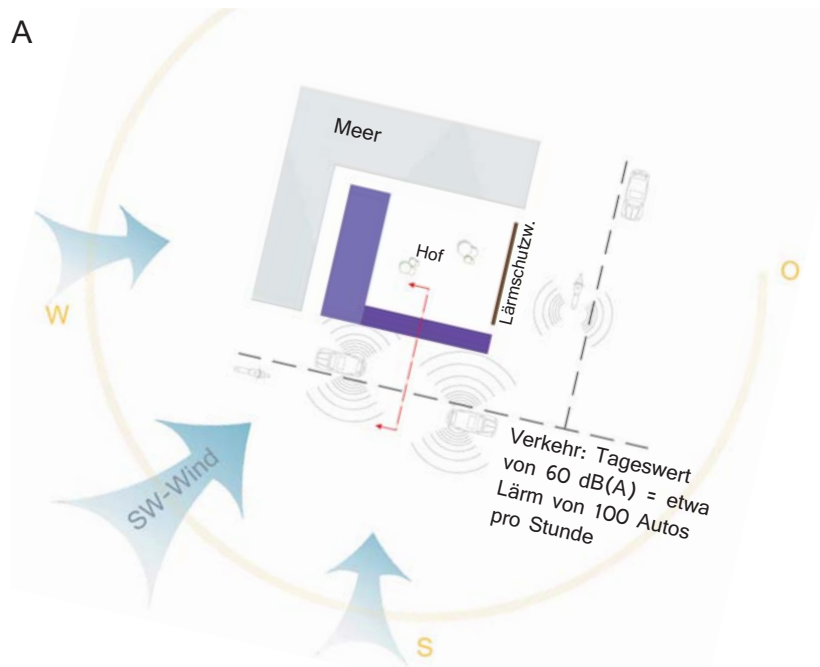 A
Meer
Hof
Lärmschutzw.
O
W
SW-Wind
Verkehr: Tageswert
von 60 dB(A) = etwa
Lärm von 100 Autos
pro Stunde
S